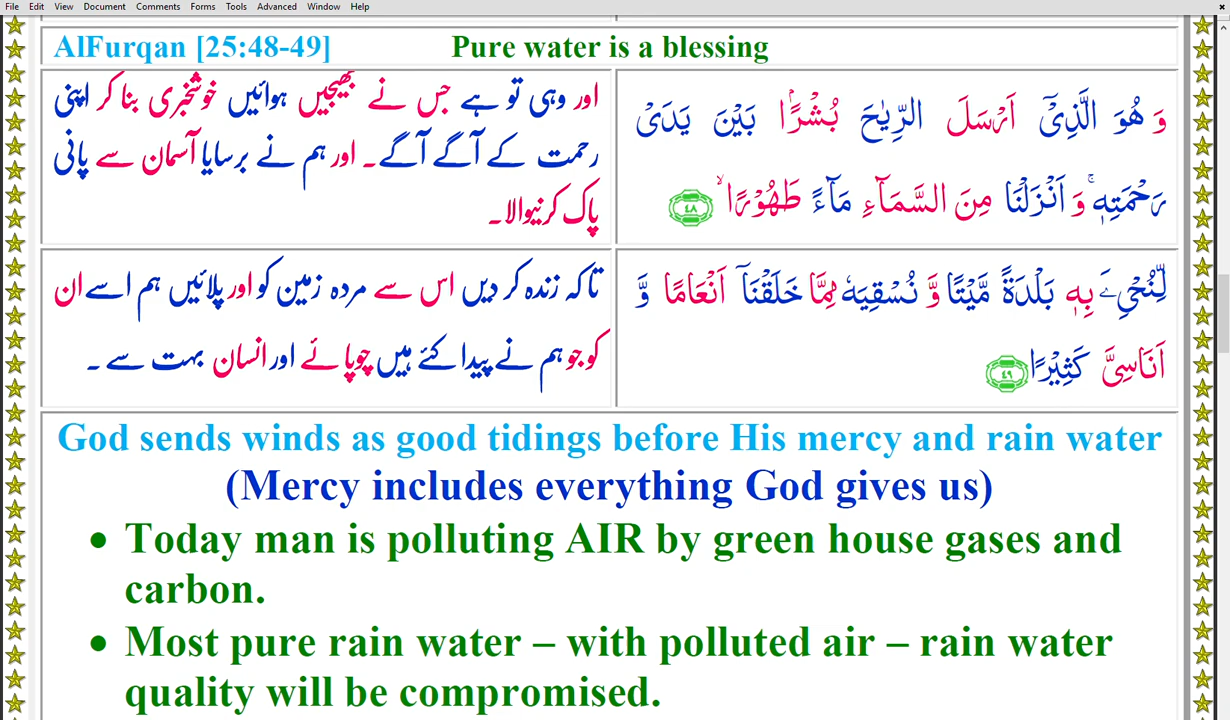 File Edit View Document Comments Forms Tools Advanced Window Help
AlFurqan [25:48-49] Pure water is a blessing
وَ هُوَ الَّذِیْۤ اَرْسَلَ الرِّیٰحَ بُشْرًۢا بَیْنَ یَدَیْ
رَحْمَتِهٖ ۚ وَ اَنْزَلْنَا مِنَ السَّمَآءِ مَآءً طَهُوْرًا ۙ ﴿۴۸﴾
اور وہی تو ہے جس نے بھیجیں ہوائیں خوشخبری بنا کر اپنی
رحمت کے آگے آگے۔ اور ہم نے برسایا آسمان سے پانی
پاک کرنیوالا۔
لِّنُحْیِۦَ بِهٖ بَلْدَةً مَّیْتًا وَّ نُسْقِیَهٗ مِمَّا خَلَقْنَاۤ اَنْعَامًا وَّ
اَنَاسِیَّ كَثِیْرًا ﴿۴۹﴾
تاکہ زندہ کر دیں اس سے مردہ زمین کو اور پلائیں ہم اسے ان
کو جو ہم نے پیدا کئے ہیں چوپائے اور انسان بہت سے ۔
God sends winds as good tidings before His mercy and rain water
(Mercy includes everything God gives us)
• Today man is polluting AIR by green house gases and
carbon.
• Most pure rain water – with polluted air – rain water
quality will be compromised.